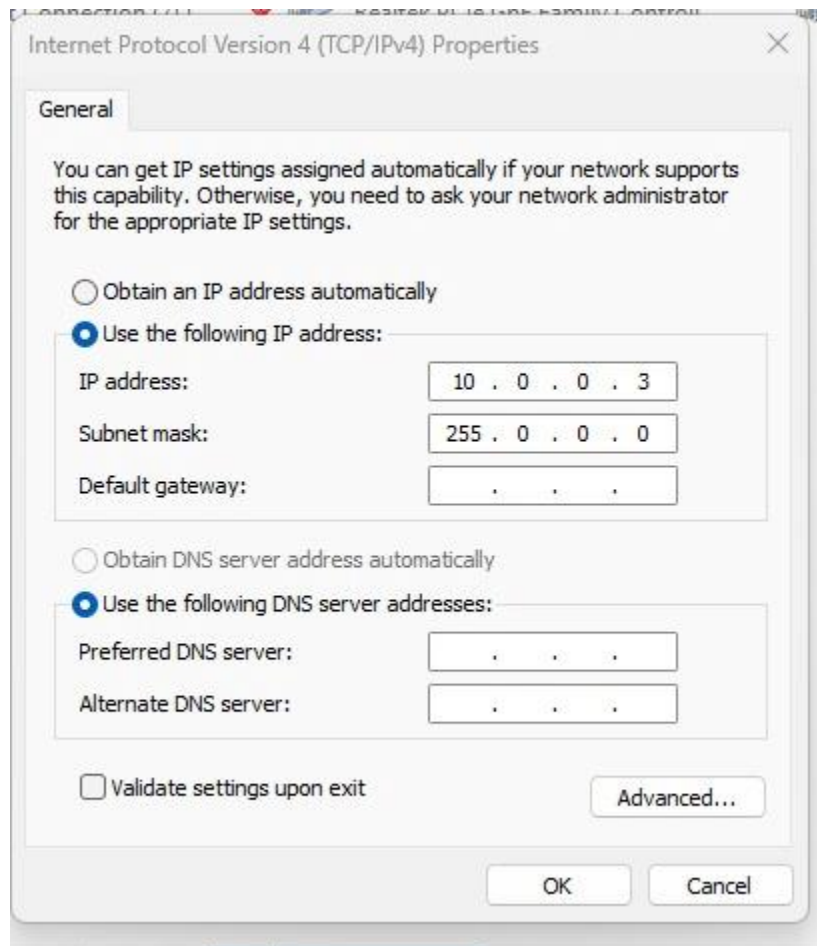 Internet Protocol Version 4 (TCP/IPv4) Properties
General
You can get IP settings assigned automatically if your network supports
this capability. Otherwise, you need to ask your network administrator
for the appropriate IP settings.
Obtain an IP address automatically
Use the following IP address:
IP address: 10 . 0 . 0 . 3
Subnet mask: 255 . 0 . 0 . 0
Default gateway: . . .
Obtain DNS server address automatically
Use the following DNS server addresses:
Preferred DNS server: . . .
Alternate DNS server: . . .
Validate settings upon exit
Advanced...
OK Cancel